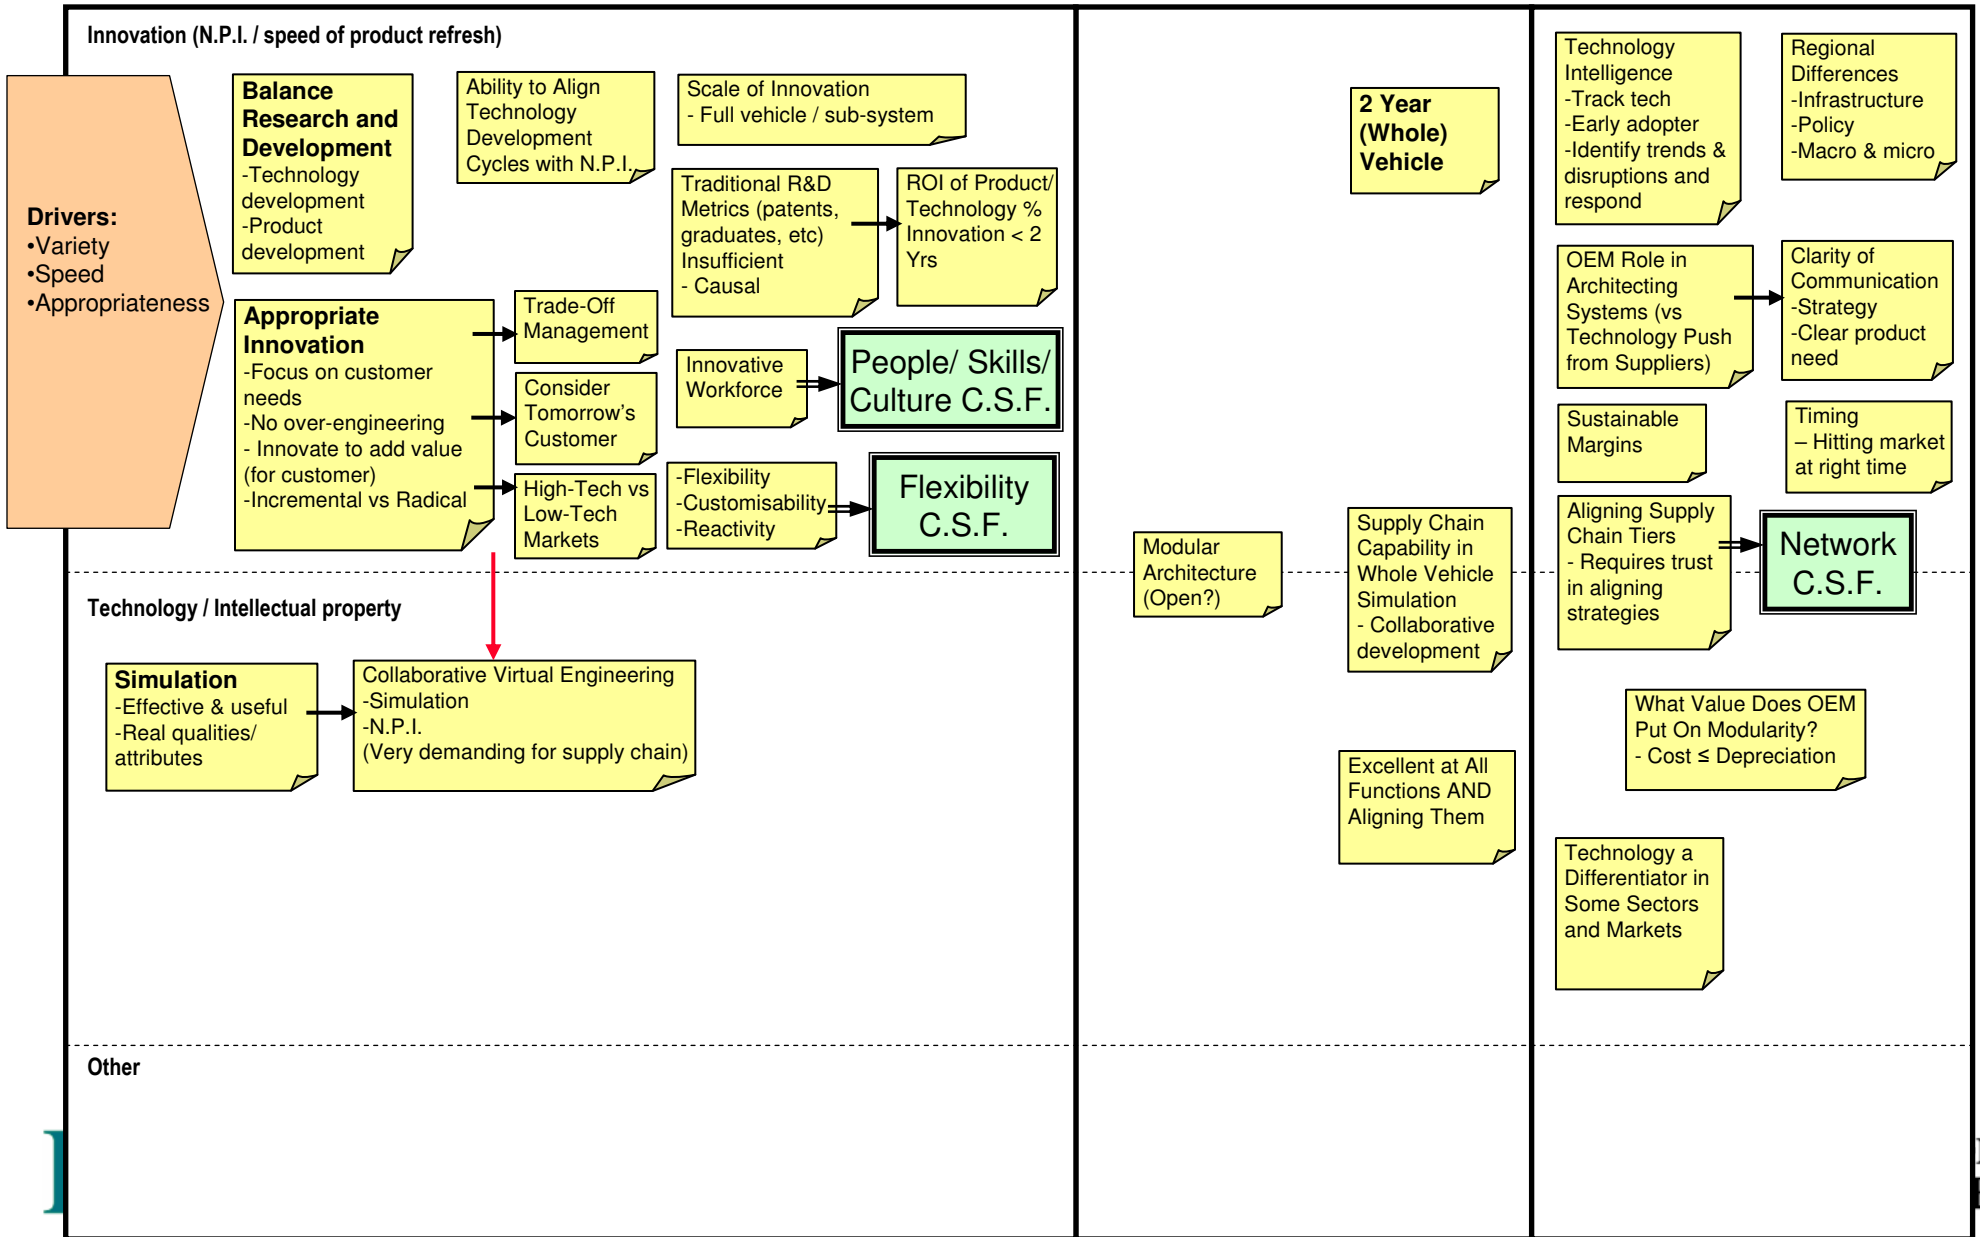 Innovation (N.P.I. / speed of product refresh)
Drivers:
•Variety
•Speed
•Appropriateness
Balance
Research and
Development
-Technology
development
-Product
development
Ability to Align
Technology
Development
Cycles with N.P.I.
Scale of Innovation
- Full vehicle / sub-system
Traditional R&D
Metrics (patents,
graduates, etc)
Insufficient
- Causal
ROI of Product/
Technology %
Innovation < 2
Yrs
Appropriate
Innovation
-Focus on customer
needs
-No over-engineering
- Innovate to add value
(for customer)
-Incremental vs Radical
Trade-Off
Management
Consider
Tomorrow's
Customer
High-Tech vs
Low-Tech
Markets
Innovative
Workforce
People/ Skills/
Culture C.S.F.
-Flexibility
-Customisability
-Reactivity
Flexibility
C.S.F.
2 Year
(Whole)
Vehicle
Modular
Architecture
(Open?)
Supply Chain
Capability in
Whole Vehicle
Simulation
- Collaborative
development
Technology
Intelligence
-Track tech
-Early adopter
-Identify trends &
disruptions and
respond
Regional
Differences
-Infrastructure
-Policy
-Macro & micro
OEM Role in
Architecting
Systems (vs
Technology Push
from Suppliers)
Clarity of
Communication
-Strategy
-Clear product
need
Sustainable
Margins
Timing
– Hitting market
at right time
Aligning Supply
Chain Tiers
- Requires trust
in aligning
strategies
Network
C.S.F.
Technology / Intellectual property
Simulation
-Effective & useful
-Real qualities/
attributes
Collaborative Virtual Engineering
-Simulation
-N.P.I.
(Very demanding for supply chain)
Excellent at All
Functions AND
Aligning Them
What Value Does OEM
Put On Modularity?
- Cost ≤ Depreciation
Technology a
Differentiator in
Some Sectors
and Markets
Other